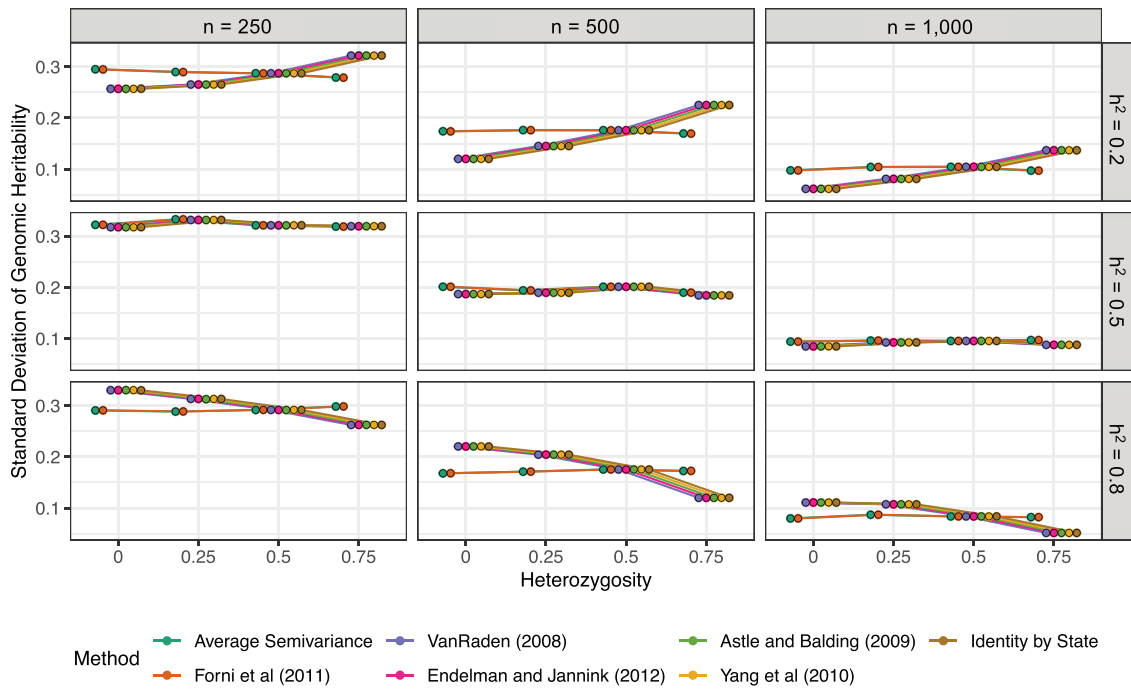 n = 250
n = 500
n = 1,000
Standard Deviation of Genomic Heritability
0.3
0.2
0.1
h² = 0.2
0.3
0.2
0.1
h² = 0.5
0.3
0.2
0.1
h² = 0.8
0 0.25 0.5 0.75
0 0.25 0.5 0.75
0 0.25 0.5 0.75
Heterozygosity
Method
Average Semivariance
VanRaden (2008)
Astle and Balding (2009)
Identity by State
Forni et al (2011)
Endelman and Jannink (2012)
Yang et al (2010)